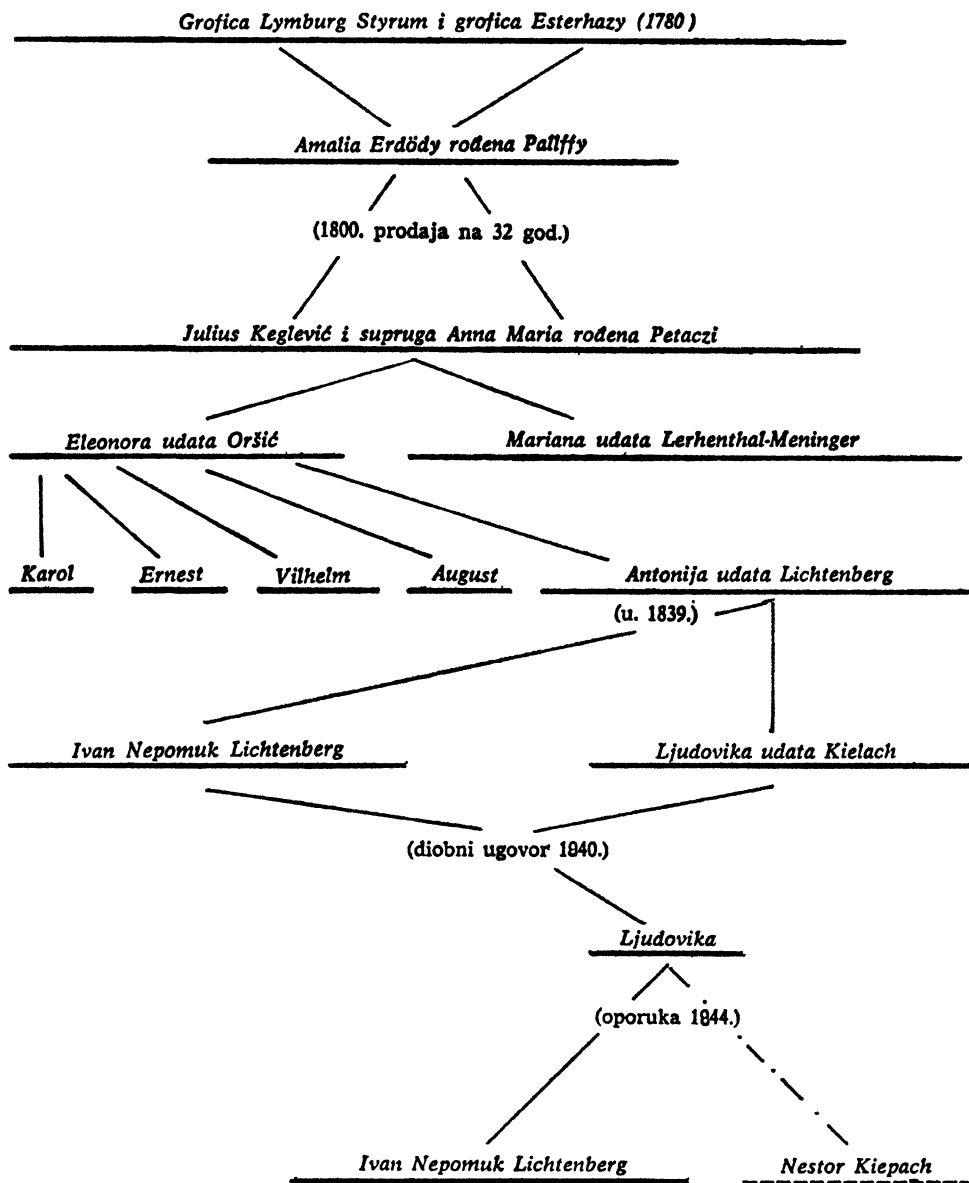 Grofica Lymburg Styrum i grofica Esterhazy (1780)
Amalia Erdödy rođena Pallffy
(1800. prodaja na 32 god.)
Julius Keglević i supruga Anna Maria rođena Petaczi
Eleonora udata Oršić
Mariana udata Lerhenthal-Meninger
Karol
Ernest
Vilhelm
August
Antonija udata Lichtenberg
(u. 1839.)
Ivan Nepomuk Lichtenberg
Ljudovika udata Kielach
(diobni ugovor 1840.)
Ljudovika
(oporuka 1844.)
Ivan Nepomuk Lichtenberg
Nestor Kiepach